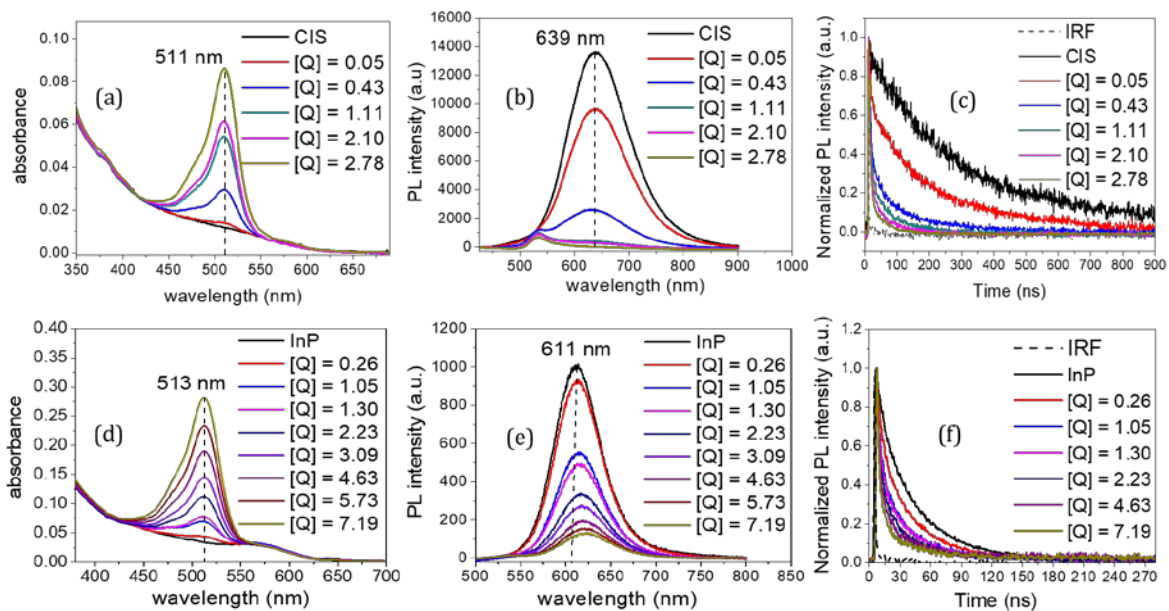 (a)
511 nm
CIS
[Q] = 0.05
[Q] = 0.43
[Q] = 1.11
[Q] = 2.10
[Q] = 2.78
absorbance
0.10
0.08
0.06
0.04
0.02
0.00
350 400 450 500 550 600 650
wavelength (nm)
(b)
639 nm
CIS
[Q] = 0.05
[Q] = 0.43
[Q] = 1.11
[Q] = 2.10
[Q] = 2.78
PL intensity (a.u)
16000
14000
12000
10000
8000
6000
4000
2000
0
500 600 700 800 900 1000
wavelength (nm)
(c)
IRF
CIS
[Q] = 0.05
[Q] = 0.43
[Q] = 1.11
[Q] = 2.10
[Q] = 2.78
Normalized PL intensity (a.u.)
1.0
0.8
0.6
0.4
0.2
0.0
0 100 200 300 400 500 600 700 800 900
Time (ns)
(d)
513 nm
InP
[Q] = 0.26
[Q] = 1.05
[Q] = 1.30
[Q] = 2.23
[Q] = 3.09
[Q] = 4.63
[Q] = 5.73
[Q] = 7.19
absorbance
0.40
0.35
0.30
0.25
0.20
0.15
0.10
0.05
0.00
400 450 500 550 600 650 700
wavelength (nm)
(e)
611 nm
InP
[Q] = 0.26
[Q] = 1.05
[Q] = 1.30
[Q] = 2.23
[Q] = 3.09
[Q] = 4.63
[Q] = 5.73
[Q] = 7.19
PL intensity (a.u.)
1200
1000
800
600
400
200
0
500 550 600 650 700 750 800 850
wavelength (nm)
(f)
IRF
InP
[Q] = 0.26
[Q] = 1.05
[Q] = 1.30
[Q] = 2.23
[Q] = 4.63
[Q] = 7.19
Normalized PL intensity (a.u.)
1.2
1.0
0.8
0.6
0.4
0.2
0.0
0 30 60 90 120 150 180 210 240 270
Time (ns)